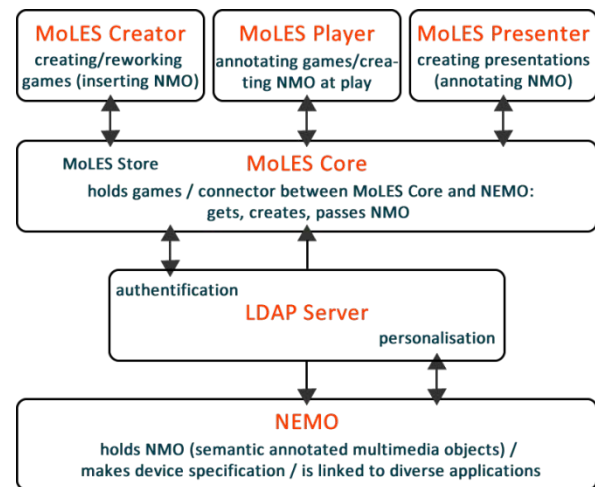 MoLES Creator
creating/reworking
games (inserting NMO)
MoLES Player
annotating games/crea-
ting NMO at play
MoLES Presenter
creating presentations
(annotating NMO)
MoLES Store
MoLES Core
holds games / connector between MoLES Core and NEMO:
gets, creates, passes NMO
authentification
LDAP Server
personalisation
NEMO
holds NMO (semantic annotated multimedia objects) /
makes device specification / is linked to diverse applications